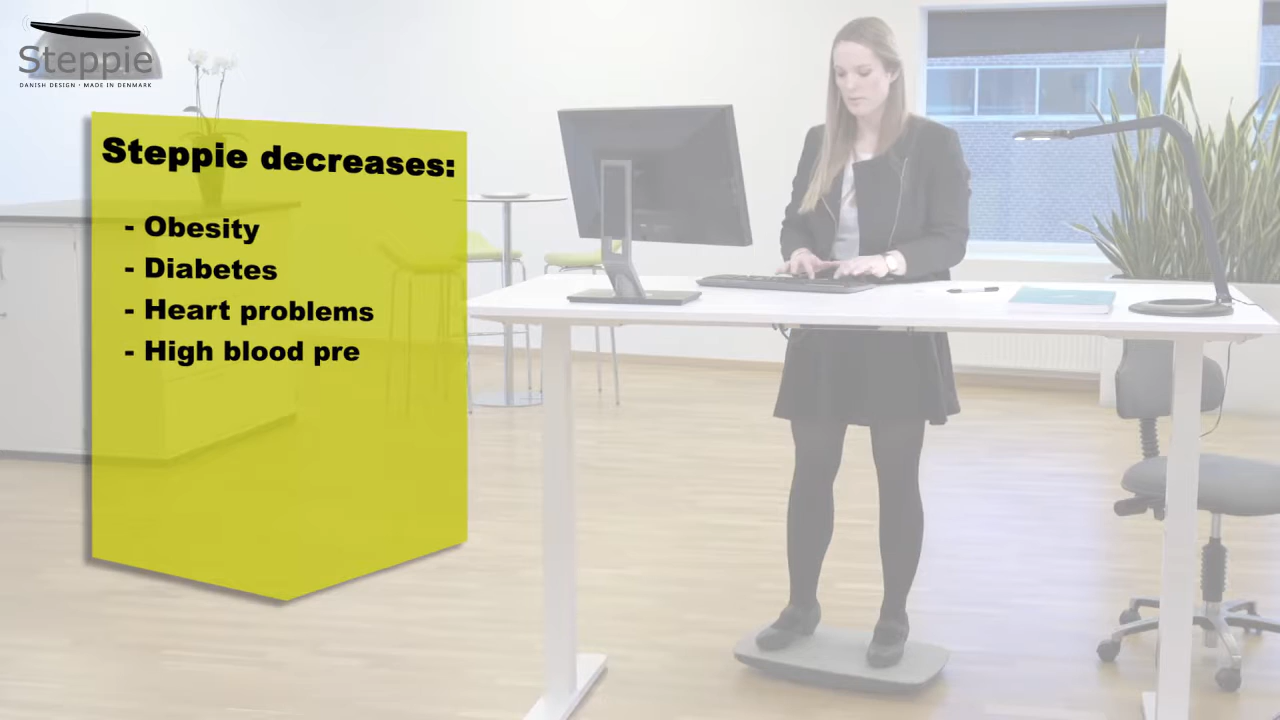 Steppie
DANISH DESIGN • MADE IN DENMARK
Steppie decreases:
- Obesity
- Diabetes
- Heart problems
- High blood pre